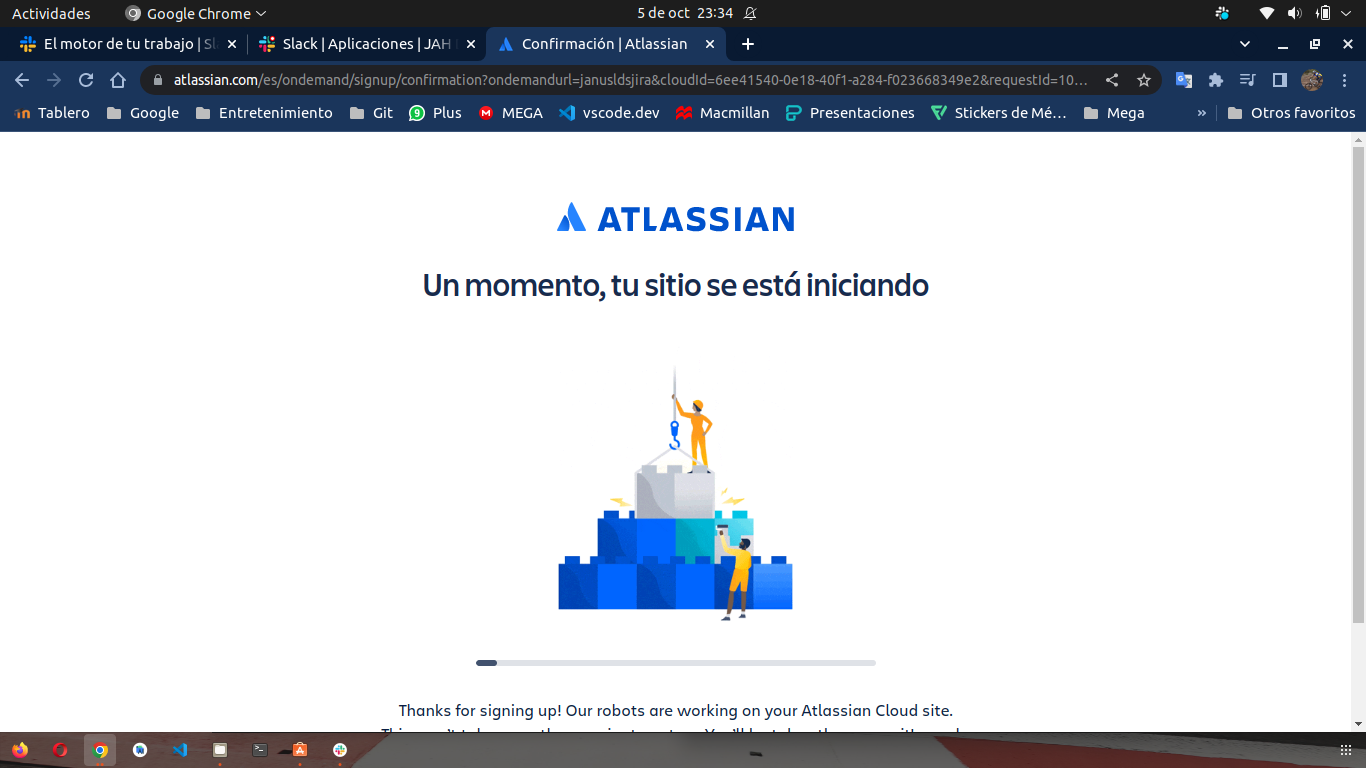 Actividades
Google Chrome
5 de oct 23:34
El motor de tu trabajo | Sl
Slack | Aplicaciones | JAH
Confirmación | Atlassian
atlassian.com/es/ondemand/signup/confirmation?ondemandurl=janusldsjira&cloudId=6ee41540-0e18-40f1-a284-f023668349e2&requestId=10...
Tablero
Google
Entretenimiento
Git
9
Plus
M
MEGA
vscode.dev
Macmillan
Presentaciones
Stickers de Mé...
Mega
»
Otros favoritos
ATLASSIAN
Un momento, tu sitio se está iniciando
Thanks for signing up! Our robots are working on your Atlassian Cloud site.